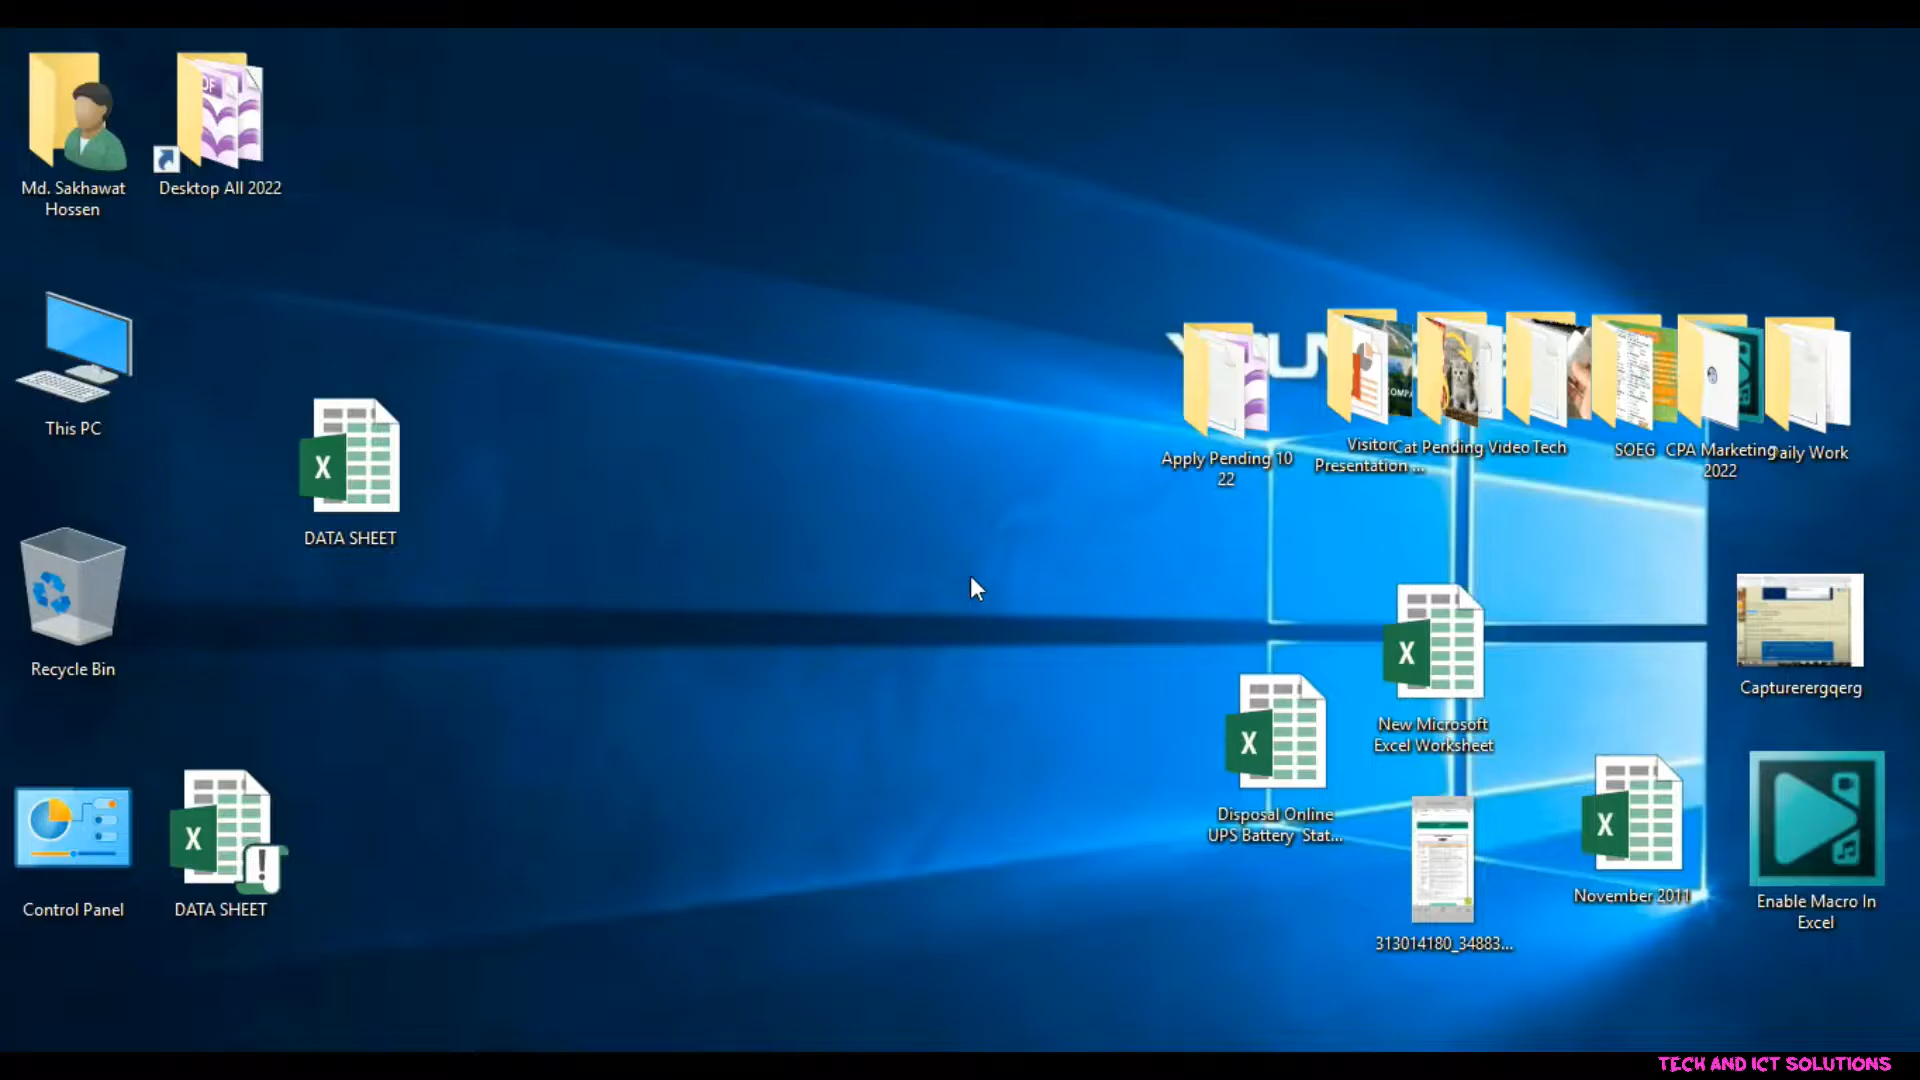 Md. Sakhawat
Hossen
Desktop All 2022
This PC
DATA SHEET
Recycle Bin
Control Panel
DATA SHEET
Apply Pending 10
22
Visitor
Presentation ...
Cat Pending
Video Tech
SOEG
CPA Marketing
2022
Daily Work
New Microsoft
Excel Worksheet
Capturerergqerg
Disposal Online
UPS Battery Stat...
313014180_34883...
November 2011
Enable Macro In
Excel
TECH AND ICT SOLUTIONS